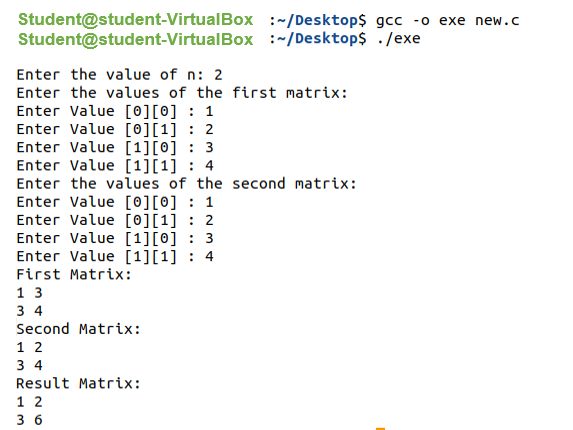 Student@student-VirtualBox :~/Desktop$ gcc -o exe new.c
Student@student-VirtualBox :~/Desktop$ ./exe
Enter the value of n: 2
Enter the values of the first matrix:
Enter Value [0][0] : 1
Enter Value [0][1] : 2
Enter Value [1][0] : 3
Enter Value [1][1] : 4
Enter the values of the second matrix:
Enter Value [0][0] : 1
Enter Value [0][1] : 2
Enter Value [1][0] : 3
Enter Value [1][1] : 4
First Matrix:
1 3
3 4
Second Matrix:
1 2
3 4
Result Matrix:
1 2
3 6